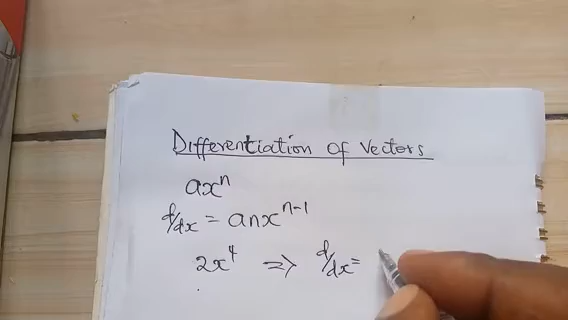 Differentiation of Vectors
axⁿ
d/dx = anxⁿ⁻¹
2x⁴ ⇒ d/dx =